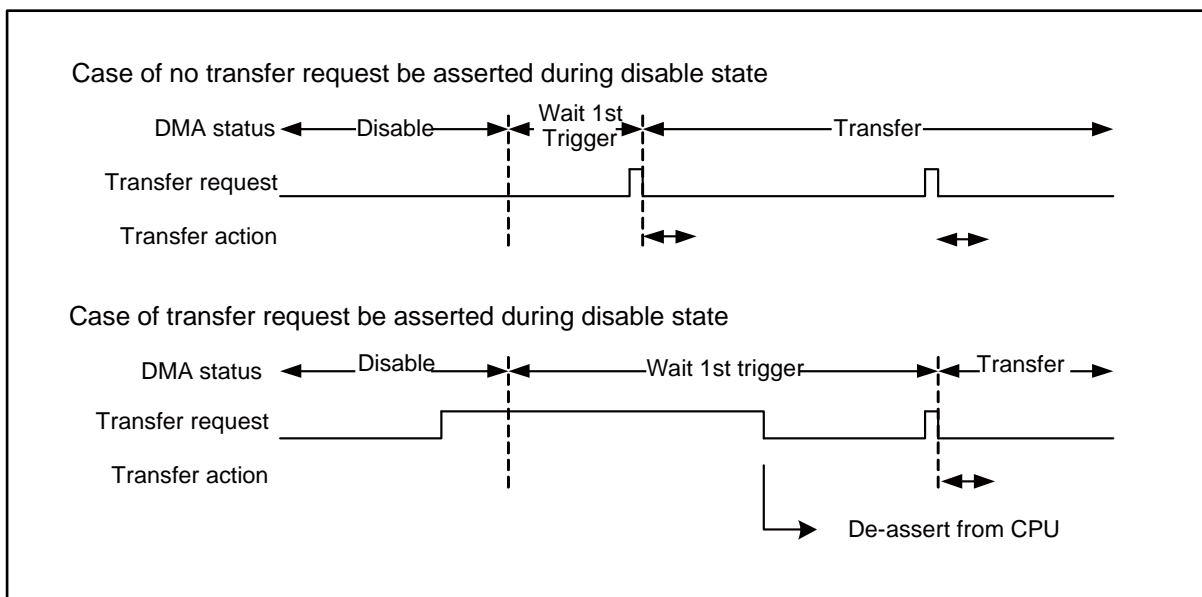 Case of no transfer request be asserted during disable state
DMA status
Disable
Wait 1st
Trigger
Transfer
Transfer request
Transfer action
Case of transfer request be asserted during disable state
DMA status
Disable
Wait 1st trigger
Transfer
Transfer request
Transfer action
De-assert from CPU